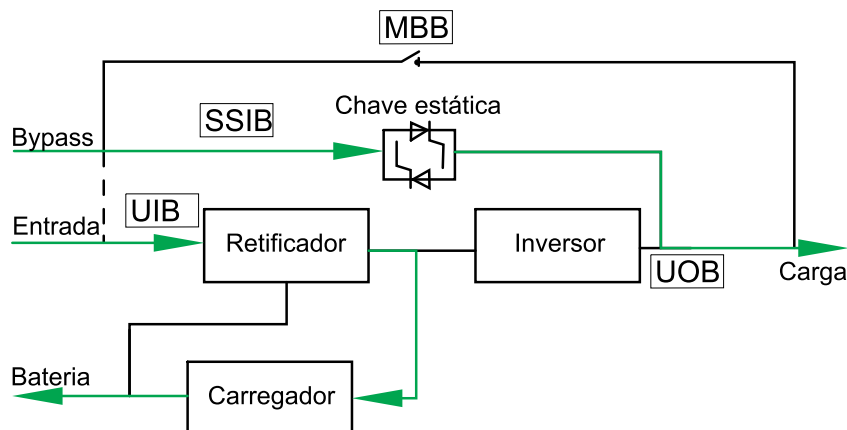 MBB
Chave estática
SSIB
Bypass
UIB
Entrada
Retificador
Inversor
UOB
Carga
Bateria
Carregador